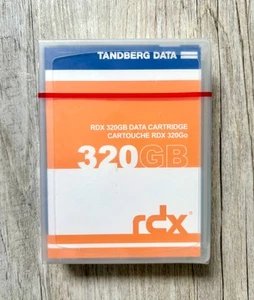 TANDBERG DATA
RDX 320GB DATA CARTRIDGE
CARTOUCHE RDX 320Go
320GB
rdx®